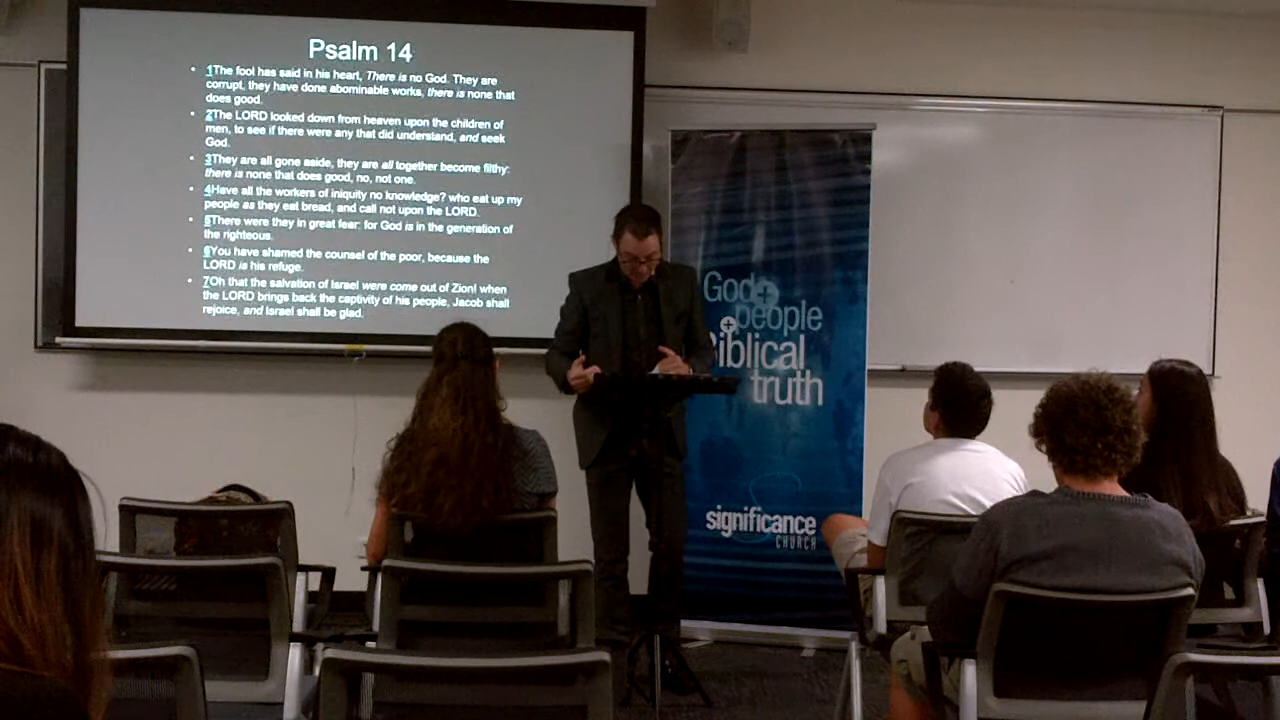 Psalm 14
• 1The fool has said in his heart, There is no God. They are
corrupt, they have done abominable works, there is none that
does good.
• 2The LORD looked down from heaven upon the children of
men, to see if there were any that did understand, and seek
God.
• 3They are all gone aside, they are all together become filthy:
there is none that does good, no, not one.
• 4Have all the workers of iniquity no knowledge? who eat up my
people as they eat bread, and call not upon the LORD.
• 5There were they in great fear: for God is in the generation of
the righteous.
• 6You have shamed the counsel of the poor, because the
LORD is his refuge.
• 7Oh that the salvation of Israel were come out of Zion! when
the LORD brings back the captivity of his people, Jacob shall
rejoice, and Israel shall be glad.
God+
+people
Biblical
truth
significance
CHURCH